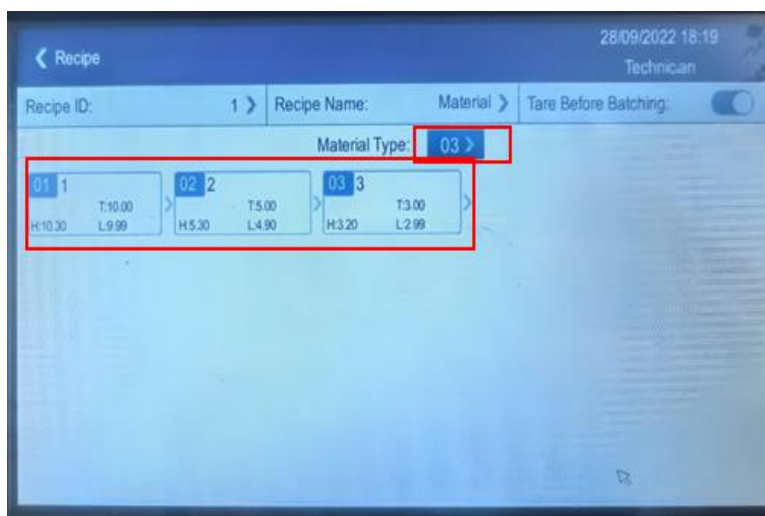 28/09/2022 18:19
Recipe
Technician
Recipe ID: 1 Recipe Name: Material Tare Before Batching:
Material Type: 03
01 1 02 2 03 3
T:10.00 T:5.00 T:3.00
H:10.30 L:9.99 H:5.30 L:4.90 H:3.20 L:2.99